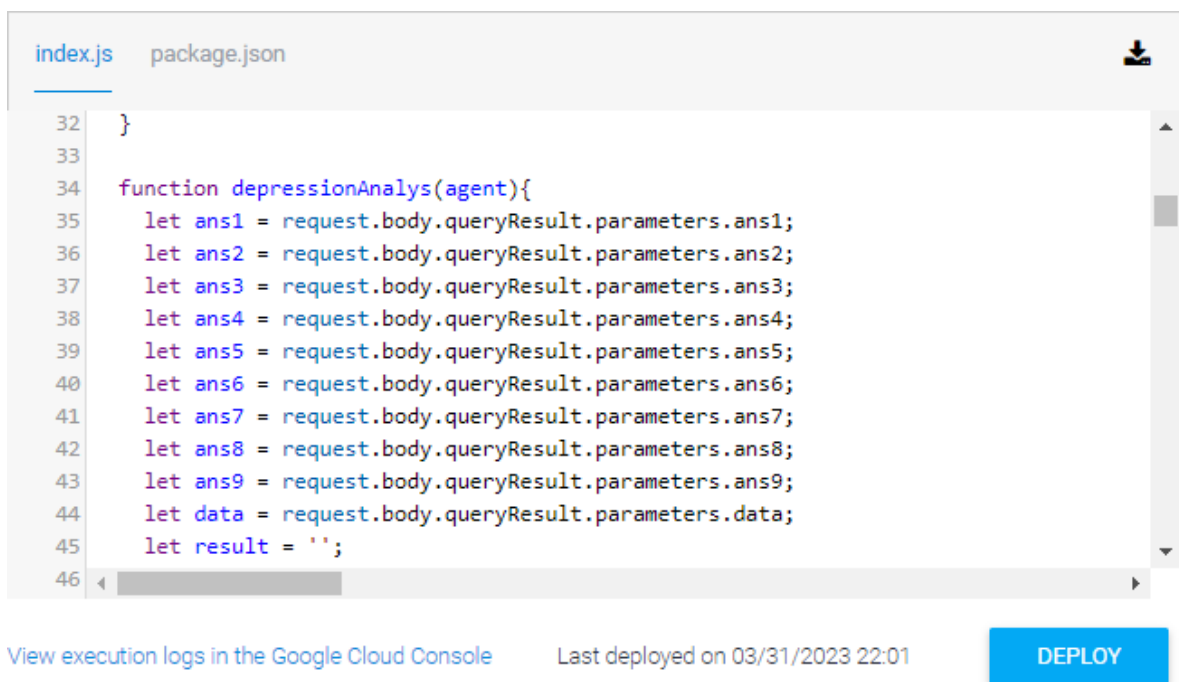 index.js package.json
32 }
33
34 function depressionAnalys(agent){
35 let ans1 = request.body.queryResult.parameters.ans1;
36 let ans2 = request.body.queryResult.parameters.ans2;
37 let ans3 = request.body.queryResult.parameters.ans3;
38 let ans4 = request.body.queryResult.parameters.ans4;
39 let ans5 = request.body.queryResult.parameters.ans5;
40 let ans6 = request.body.queryResult.parameters.ans6;
41 let ans7 = request.body.queryResult.parameters.ans7;
42 let ans8 = request.body.queryResult.parameters.ans8;
43 let ans9 = request.body.queryResult.parameters.ans9;
44 let data = request.body.queryResult.parameters.data;
45 let result = '';
46
View execution logs in the Google Cloud Console Last deployed on 03/31/2023 22:01 DEPLOY